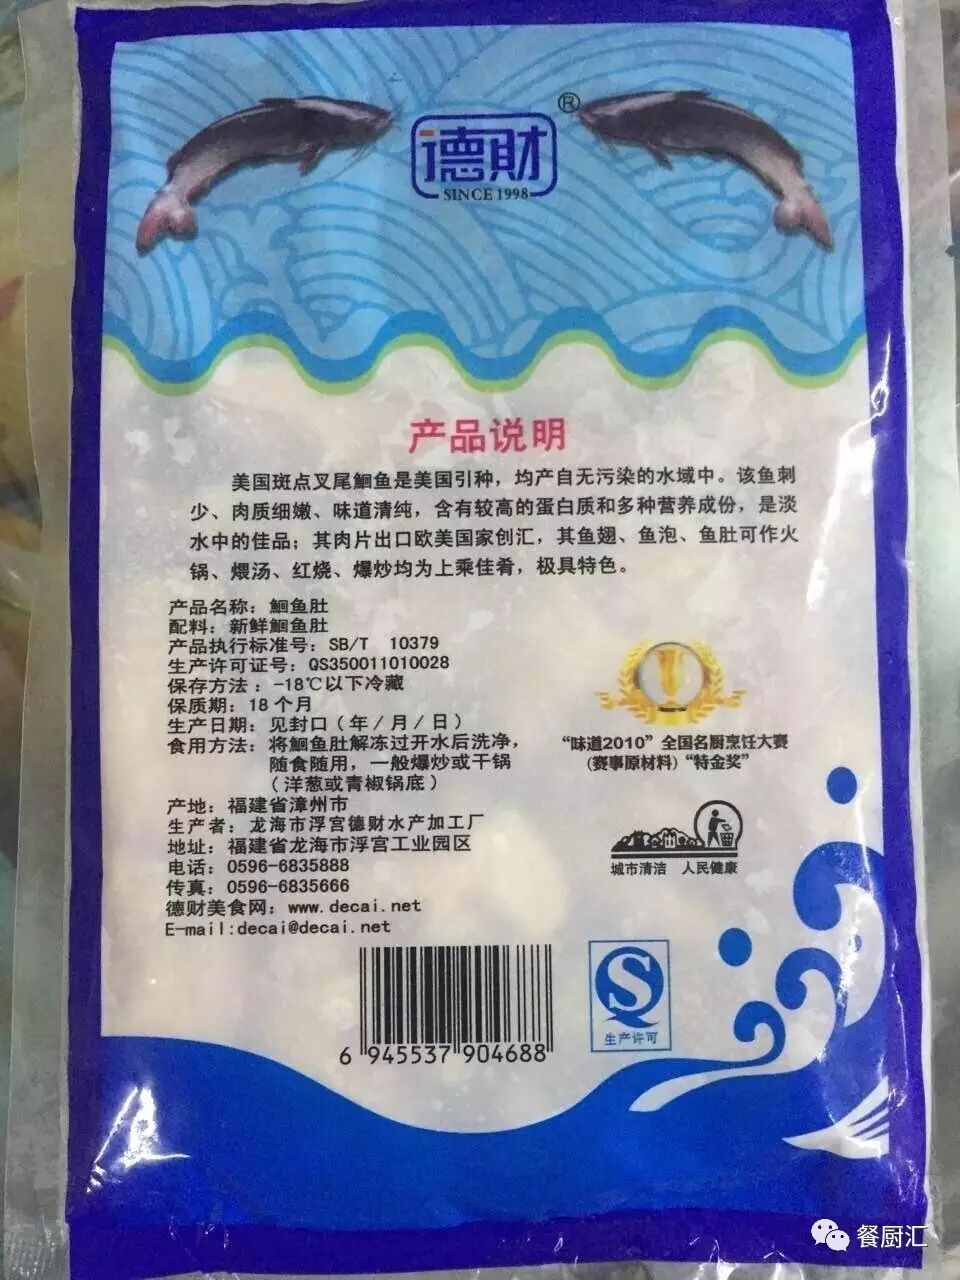 德财
®
SINCE 1998
产品说明
美国斑点叉尾鮰鱼是美国引种，均产自无污染的水域中。该鱼刺
少、肉质细嫩、味道清纯，含有较高的蛋白质和多种营养成份，是淡
水中的佳品；其肉片出口欧美国家创汇，其鱼翅、鱼泡、鱼肚可作火
锅、煨汤、红烧、爆炒均为上乘佳肴，极具特色。
产品名称：鮰鱼肚
配料：新鲜鮰鱼肚
产品执行标准号：SB/T 10379
生产许可证号：QS350011010028
保存方法：-18℃以下冷藏
保质期：18个月
生产日期：见封口（年/月/日）
食用方法：将鮰鱼肚解冻过开水后洗净，
随食随用，一般爆炒或干锅
（洋葱或青椒锅底）
产地：福建省漳州市
生产者：龙海市浮宫德财水产加工厂
地址：福建省龙海市浮宫工业园区
电话：0596-6835888
传真：0596-6835666
德财美食网：www.decai.net
E-mail:decai@decai.net
“味道2010”全国名厨烹饪大赛
(赛事原材料)“特金奖”
城市清洁 人民健康
6 945537 904688
生产许可
餐厨汇